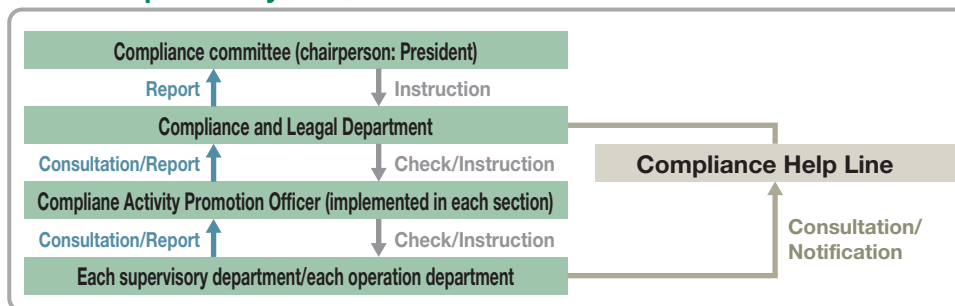 Compliance committee (chairperson: President)
Report
Instruction
Compliance and Leagal Department
Consultation/Report
Check/Instruction
Compliance Help Line
Compliane Activity Promotion Officer (implemented in each section)
Consultation/Report
Check/Instruction
Consultation/
Notification
Each supervisory department/each operation department